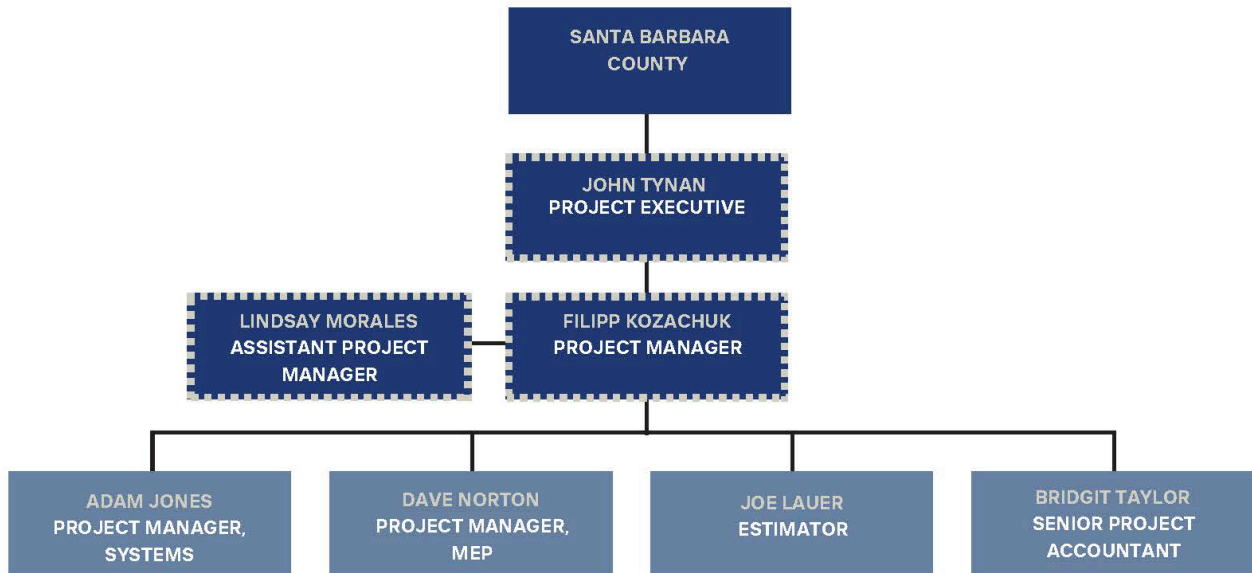 SANTA BARBARA
COUNTY
JOHN TYNAN
PROJECT EXECUTIVE
LINDSAY MORALES
ASSISTANT PROJECT
MANAGER
FILIPP KOZACHUK
PROJECT MANAGER
ADAM JONES
PROJECT MANAGER,
SYSTEMS
DAVE NORTON
PROJECT MANAGER,
MEP
JOE LAUER
ESTIMATOR
BRIDGIT TAYLOR
SENIOR PROJECT
ACCOUNTANT